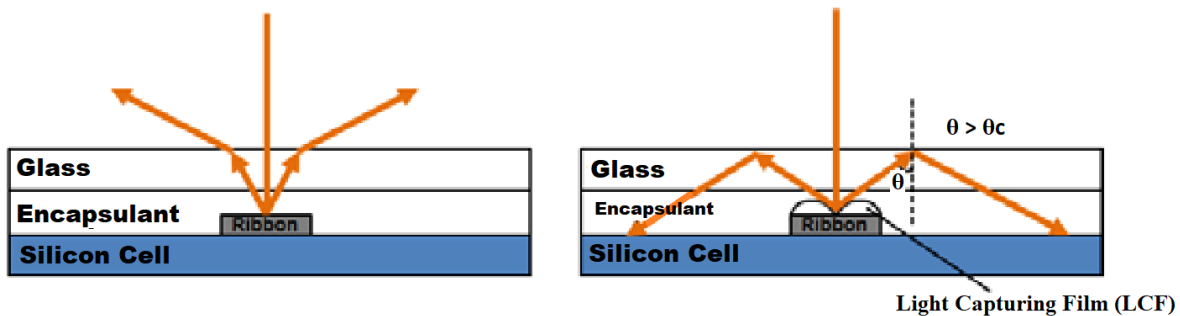 Glass
Encapsulant
Ribbon
Silicon Cell
θ > θc
Glass
θ
Encapsulant
Ribbon
Silicon Cell
Light Capturing Film (LCF)